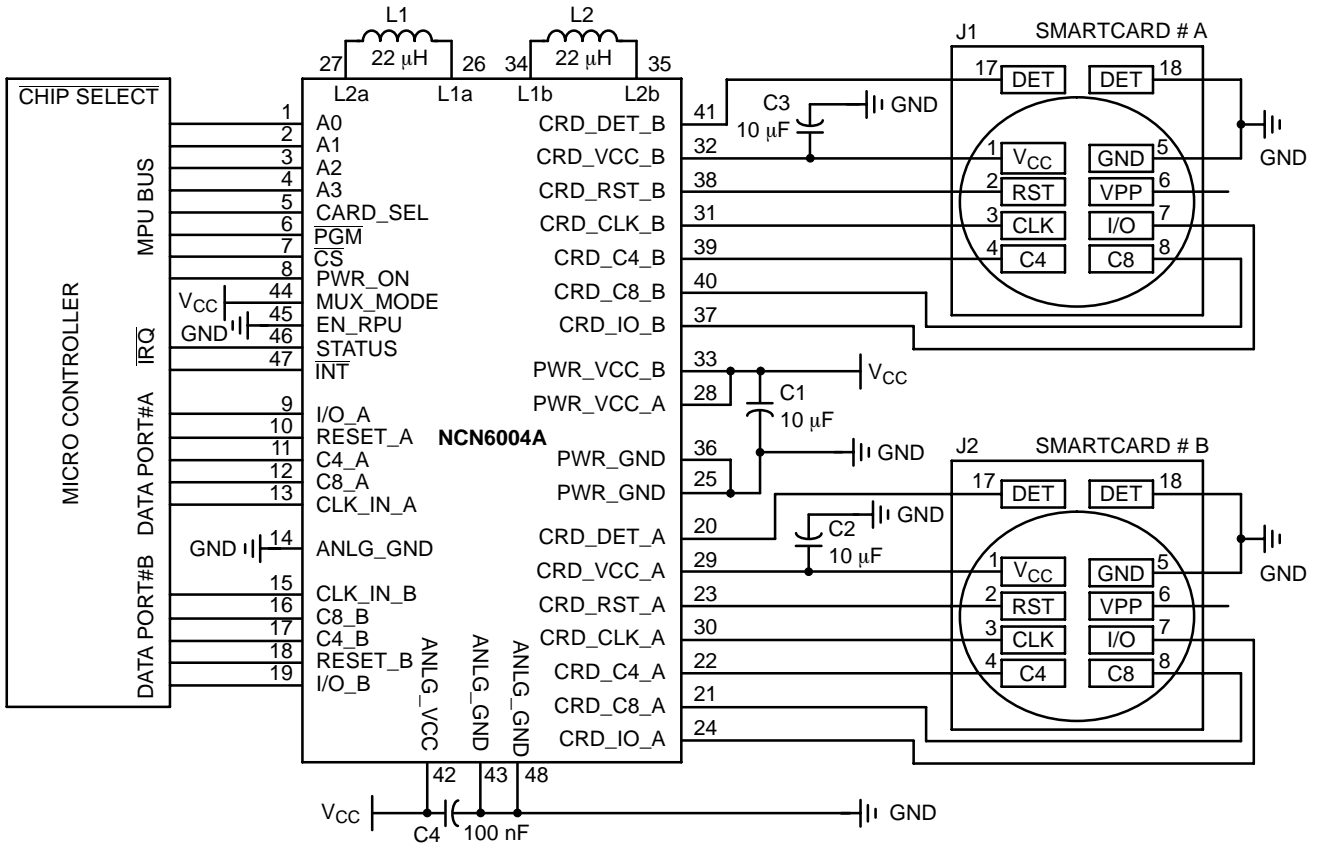 L1
22 μH
27
26
L2
22 μH
34
35
L2a
L1a
L1b
L2b
CHIP SELECT
MPU BUS
MICRO CONTROLLER
IRQ
DATA PORT#A
DATA PORT#B
1 A0
2 A1
3 A2
4 A3
5 CARD_SEL
6 PGM
7 CS
8 PWR_ON
VCC 44 MUX_MODE
GND 45 EN_RPU
46 STATUS
47 INT
9 I/O_A
10 RESET_A
11 C4_A
12 C8_A
13 CLK_IN_A
GND 14 ANLG_GND
15 CLK_IN_B
16 C8_B
17 C4_B
18 RESET_B
19 I/O_B
NCN6004A
ANLG_VCC
ANLG_GND
ANLG_GND
42
43
48
VCC
C4
100 nF
GND
CRD_DET_B 41
CRD_VCC_B 32
CRD_RST_B 38
CRD_CLK_B 31
CRD_C4_B 39
CRD_C8_B 40
CRD_IO_B 37
PWR_VCC_B 33
PWR_VCC_A 28
PWR_GND 36
PWR_GND 25
CRD_DET_A 20
CRD_VCC_A 29
CRD_RST_A 23
CRD_CLK_A 30
CRD_C4_A 22
CRD_C8_A 21
CRD_IO_A 24
C3
10 μF
GND
VCC
C1
10 μF
GND
C2
10 μF
GND
J1
SMARTCARD # A
17 DET DET 18
1 VCC GND 5
2 RST VPP 6
3 CLK I/O 7
4 C4 C8 8
GND
J2
SMARTCARD # B
17 DET DET 18
1 VCC GND 5
2 RST VPP 6
3 CLK I/O 7
4 C4 C8 8
GND